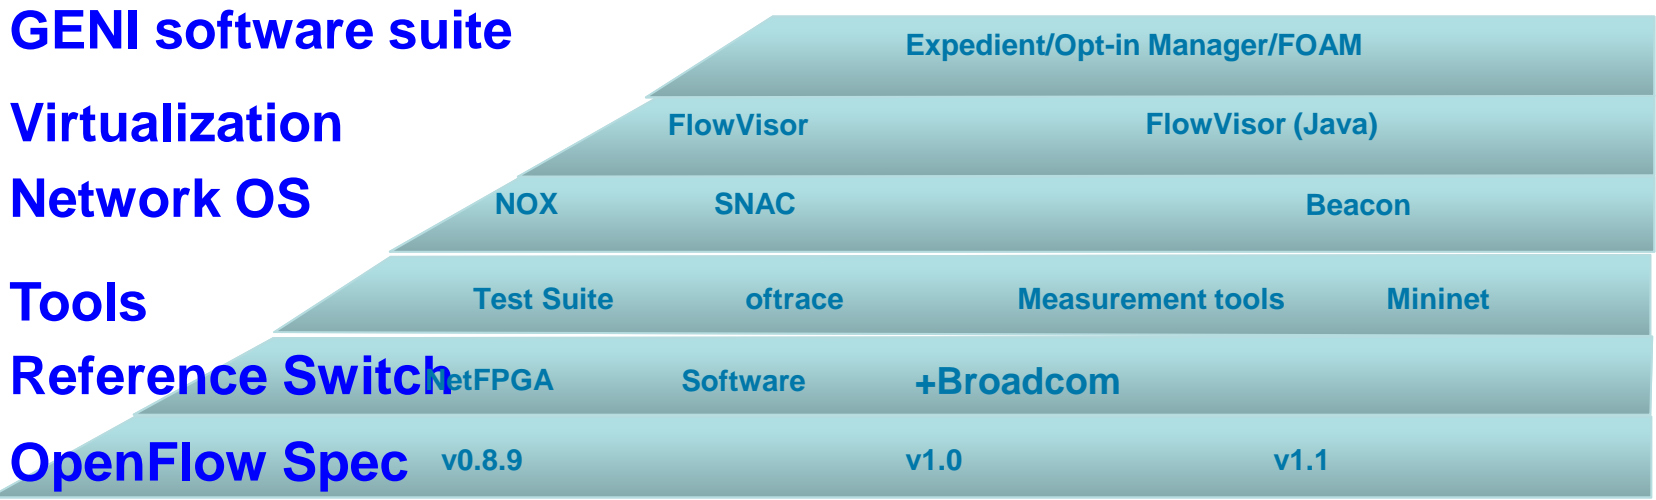 GENI software suite
Expedient/Opt-in Manager/FOAM
Virtualization
FlowVisor
FlowVisor (Java)
Network OS
NOX
SNAC
Beacon
Tools
Test Suite
oftrace
Measurement tools
Mininet
Reference Switch
NetFPGA
Software
+Broadcom
OpenFlow Spec
v0.8.9
v1.0
v1.1